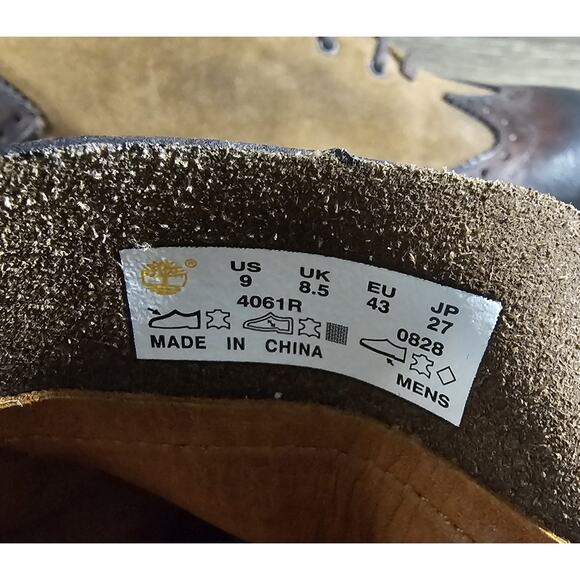 ® US UK EU JP
9 8.5 43 27
4061R 0828
MADE IN CHINA MENS